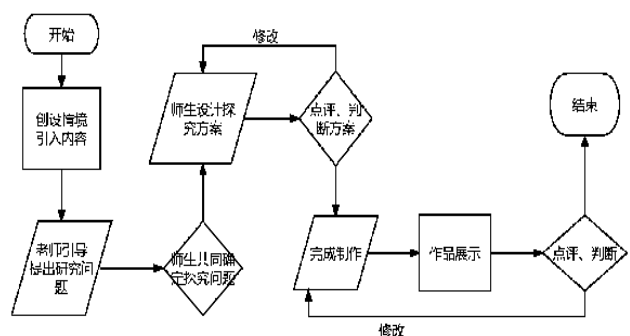 开始
创设情境
引入内容
老师引导
提出研究问
题
师生共同确
定探究问题
师生设计探
究方案
修改
点评、判
断方案
完成制作
作品展示
点评、判断
修改
结束